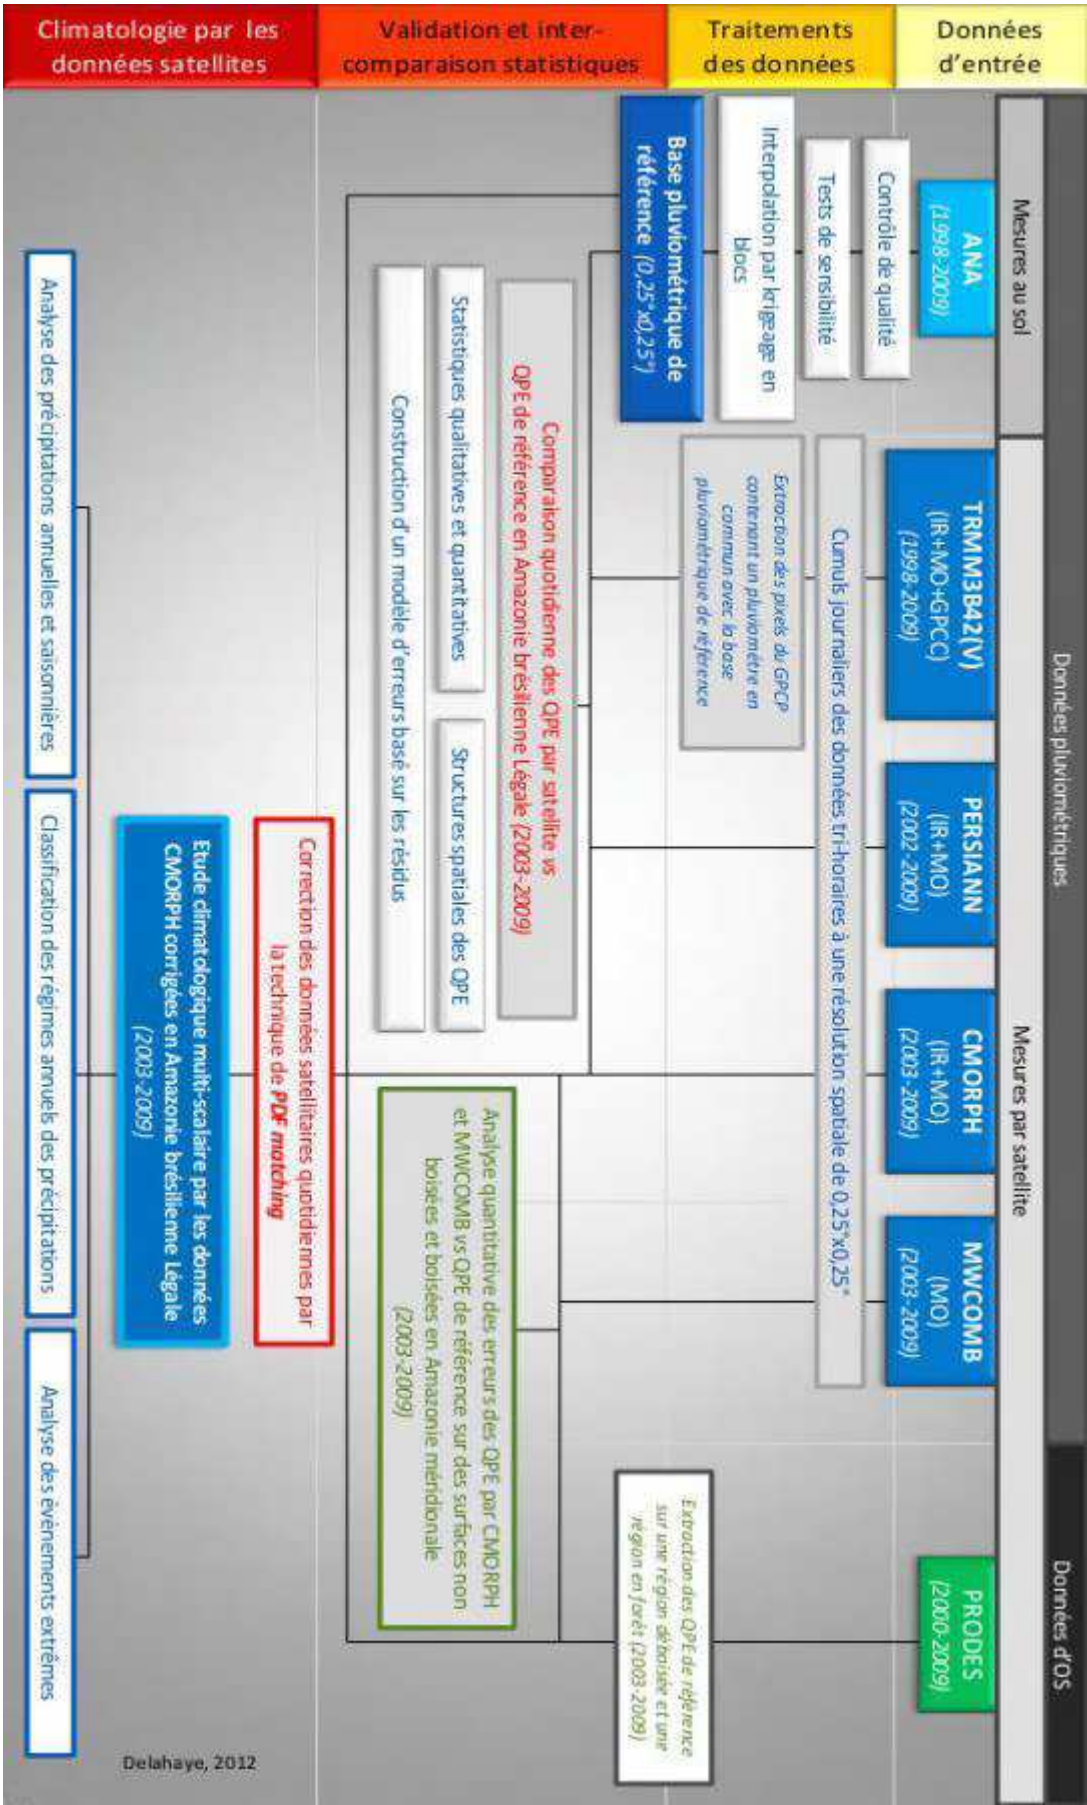 Climatologie par les
données satellites
Validation et inter-
comparaison statistiques
Traitements
des données
Données
d'entrée
Données pluviométriques
Données d'OS
Mesures au sol
Mesures par satellite
ANA
(1998-2009)
TRMM3B42(V)
(IR+MO+GPCC)
(1998-2009)
PERSIANN
(IR+MO)
(2002-2009)
CMORPH
(IR+MO)
(2003-2009)
MWCOMB
(MO)
(2003-2009)
PRODES
(2000-2009)
Contrôle de qualité
Tests de sensibilité
Cumuls journaliers des données tri-horaires à une résolution spatiale de 0,25°x0,25°
Interpolation par krigeage en
blocs
Extraction des pixels du GPCP
contenant un pluviomètre en
commun avec la base
pluviométrique de référence
Base pluviométrique de
référence (0,25°x0,25°)
Extraction des QPE de référence
sur une région déboisée et une
région en forêt (2003-2009)
Comparaison quotidienne des QPE par satellite vs
QPE de référence en Amazonie brésilienne Légale (2003-2009)
Statistiques qualitatives et quantitatives
Structures spatiales des QPE
Construction d'un modèle d'erreurs basé sur les résidus
Analyse quantitative des erreurs des QPE par CMORPH
et MWCOMB vs QPE de référence sur des surfaces non
boisées et boisées en Amazonie méridionale
(2003-2009)
Correction des données satellitaires quotidiennes par
la technique de PDF matching
Etude climatologique multi-scalaire par les données
CMORPH corrigées en Amazonie brésilienne Légale
(2003-2009)
Analyse des précipitations annuelles et saisonnières
Classification des régimes annuels des précipitations
Analyse des évènements extrêmes
Delahaye, 2012